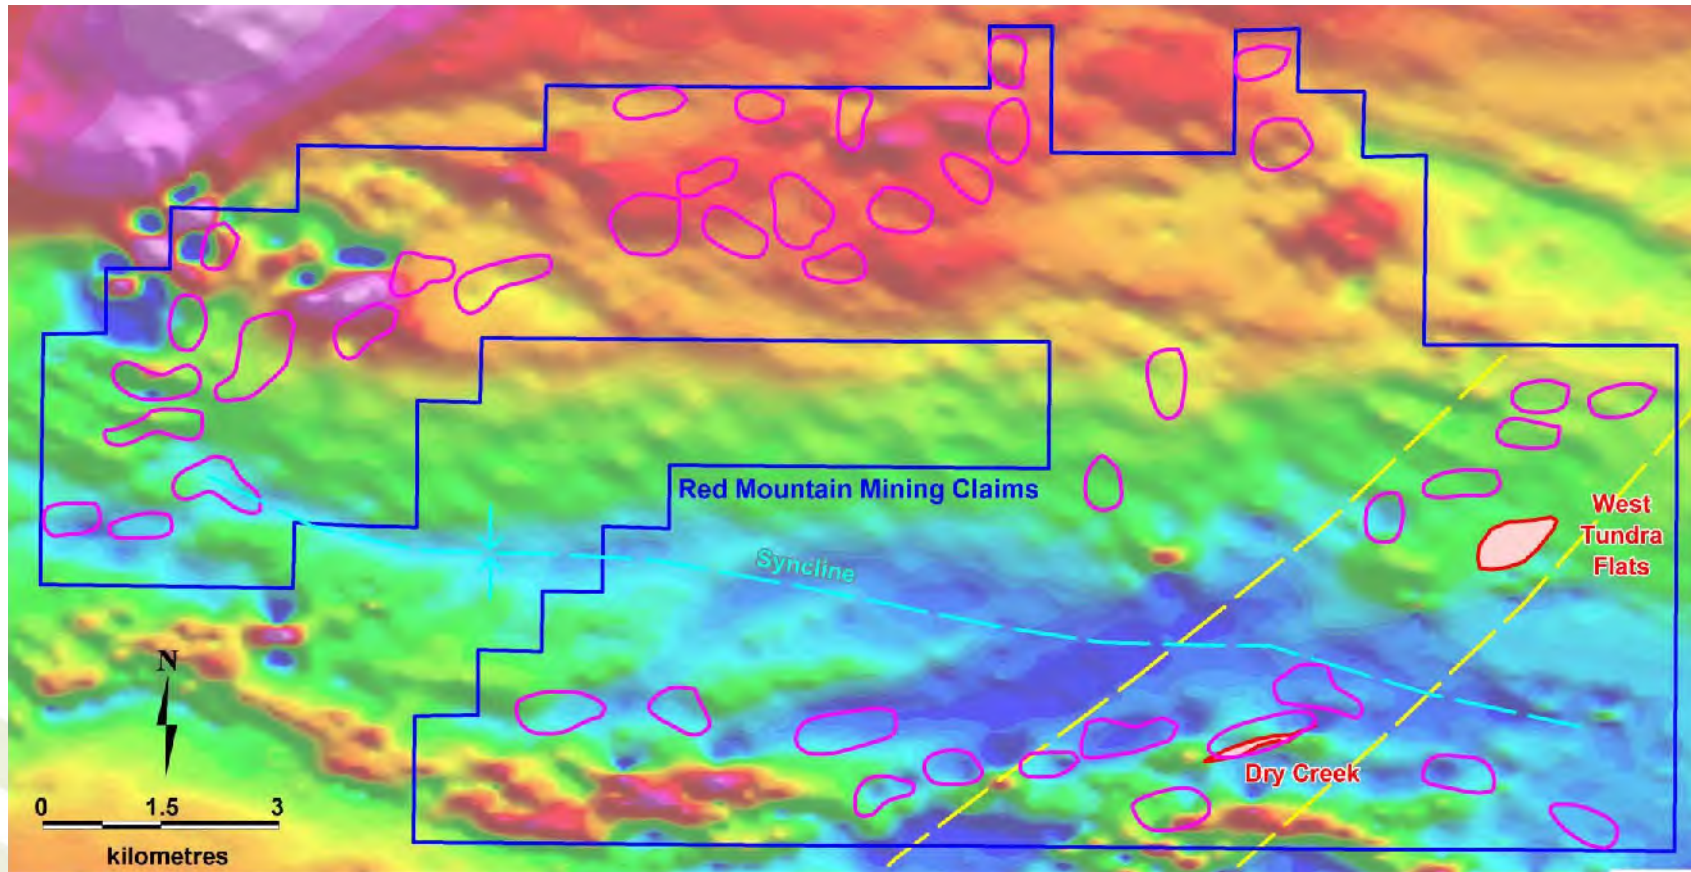 Red Mountain Mining Claims
West
Tundra
Flats
Syncline
N
Dry Creek
0 1.5 3
kilometres